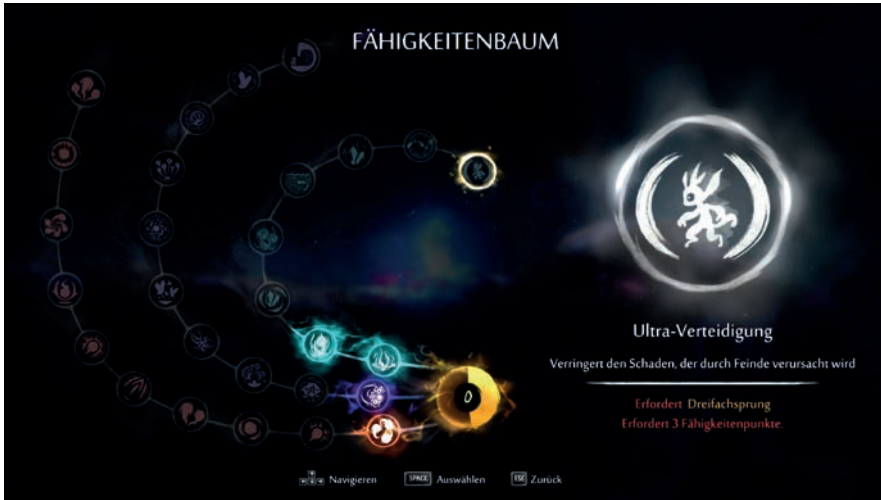 FÄHIGKEITENBAUM
0
Ultra-Verteidigung
Verringert den Schaden, der durch Feinde verursacht wird
Erfordert Dreifachsprung
Erfordert 3 Fähigkeitenpunkte.
Navigieren SPACE Auswählen ESC Zurück